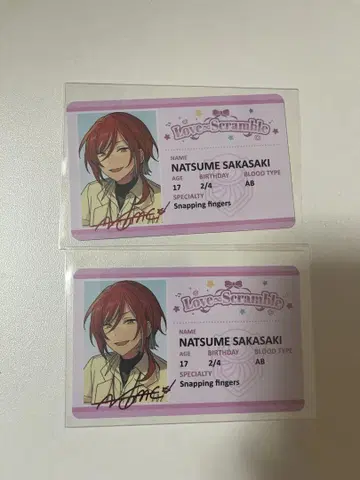 Love=Scramble
NAME
NATSUME SAKASAKI
AGE BIRTHDAY BLOOD TYPE
17 2/4 AB
SPECIALTY
Snapping fingers
Love=Scramble
NAME
NATSUME SAKASAKI
AGE BIRTHDAY BLOOD TYPE
17 2/4 AB
SPECIALTY
Snapping fingers